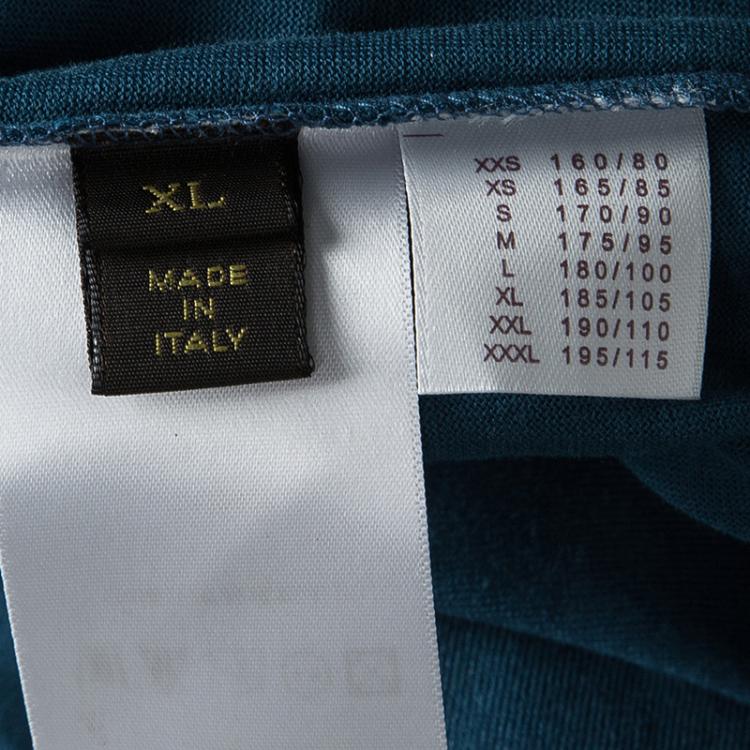 XL
MADE
IN
ITALY
XXS 160/80
XS 165/85
S 170/90
M 175/95
L 180/100
XL 185/105
XXL 190/110
XXXL 195/115